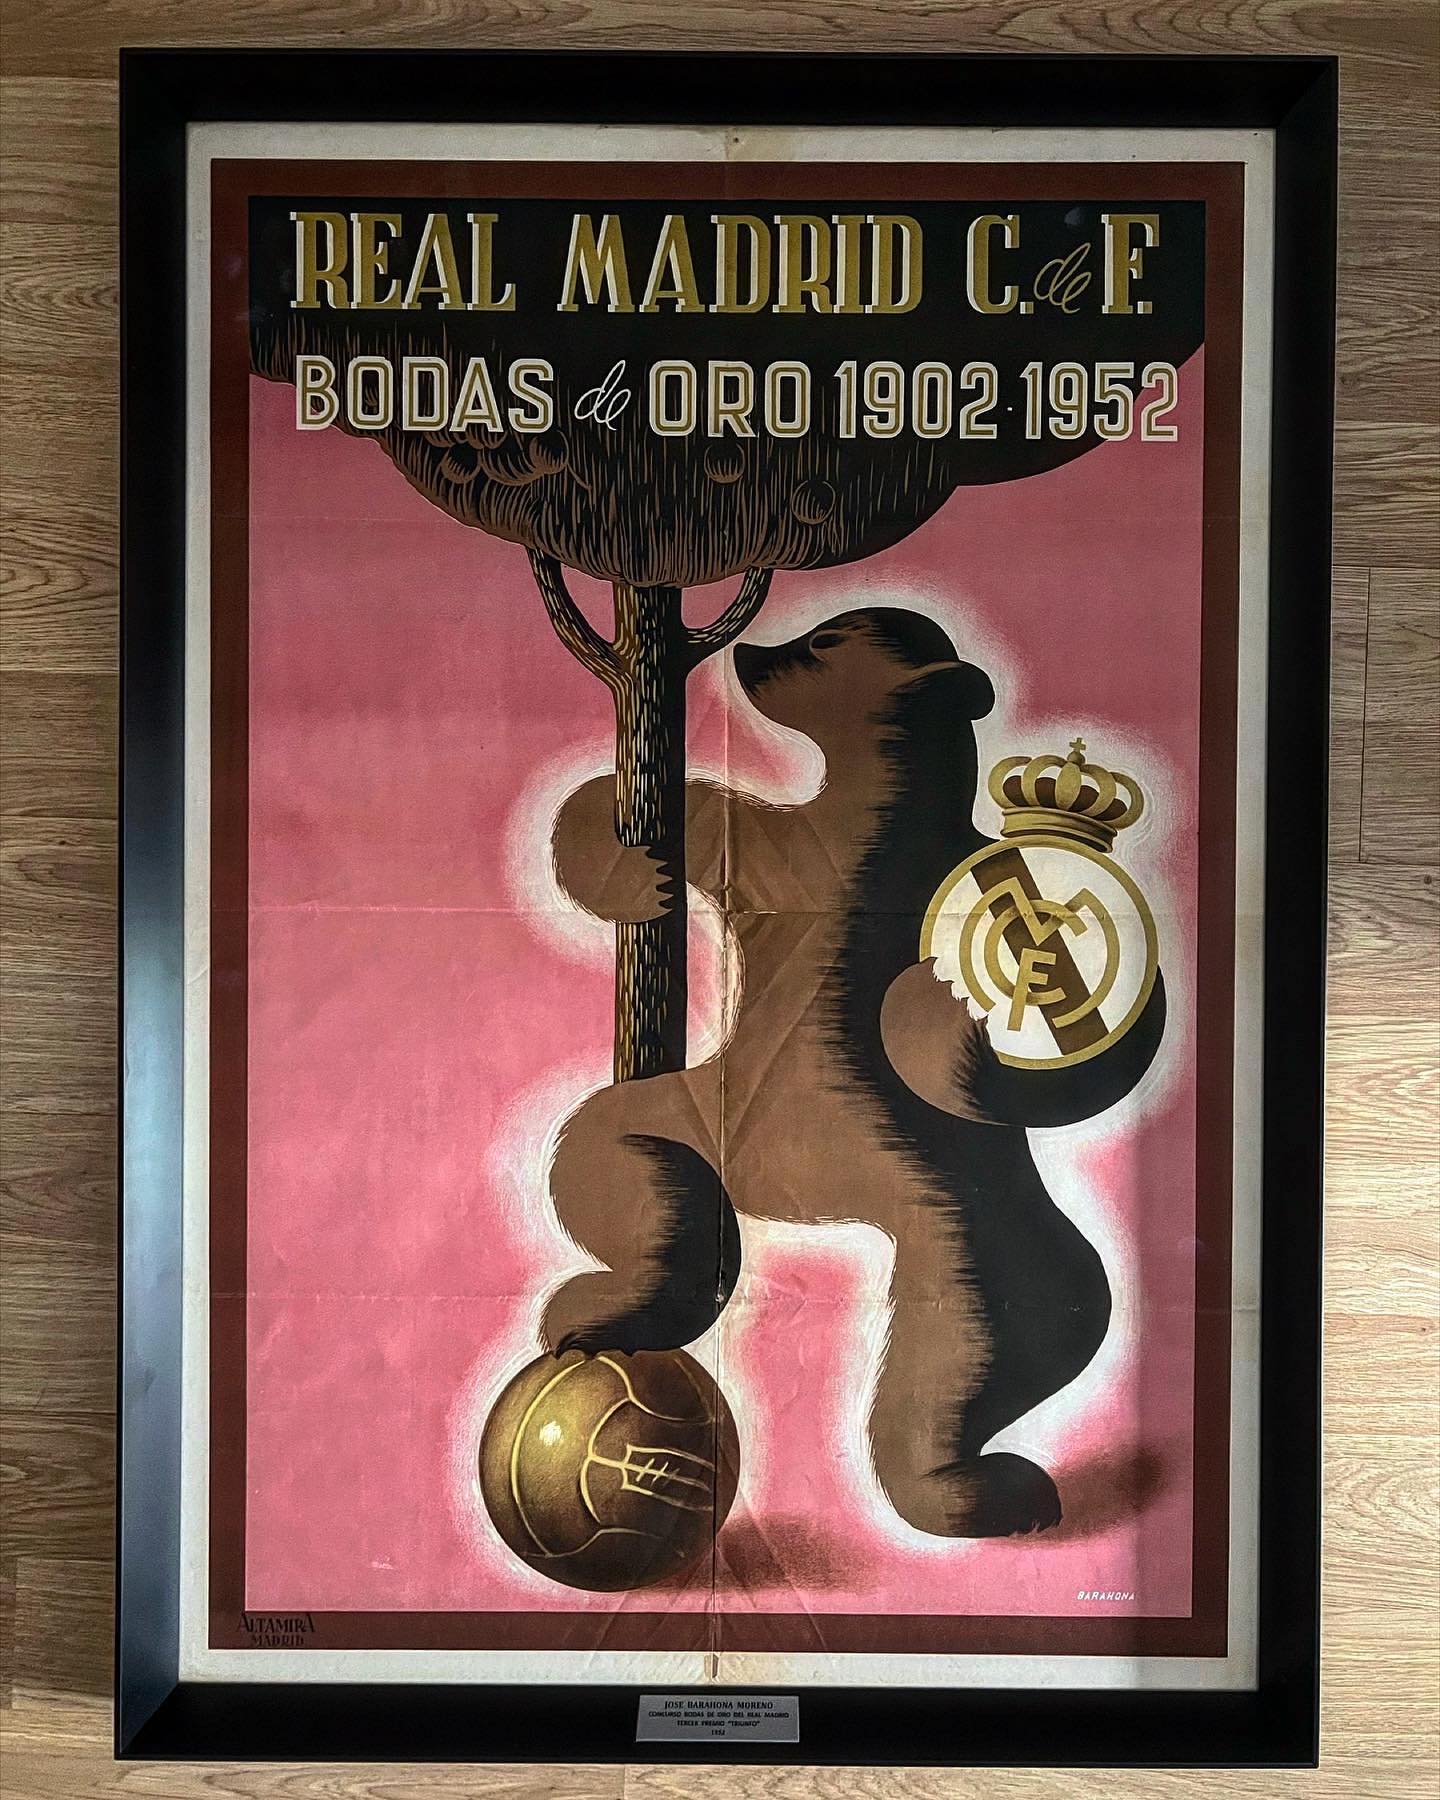 REAL MADRID C. de F.
BODAS de ORO 1902-1952
MCF
BARAHONA
ALTAMIRA
MADRID
JOSE BARAHONA MORENO
CONCURSO BODAS DE ORO DEL REAL MADRID
TERCER PREMIO "TRIUNFO"
1952